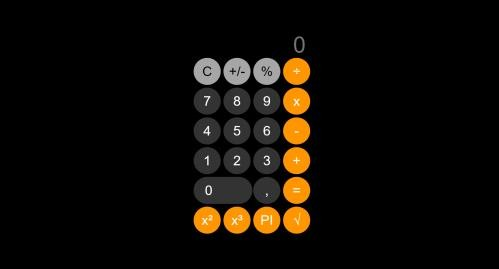 0
C +/- % ÷
7 8 9 x
4 5 6 -
1 2 3 +
0 , =
x² x³ PI √